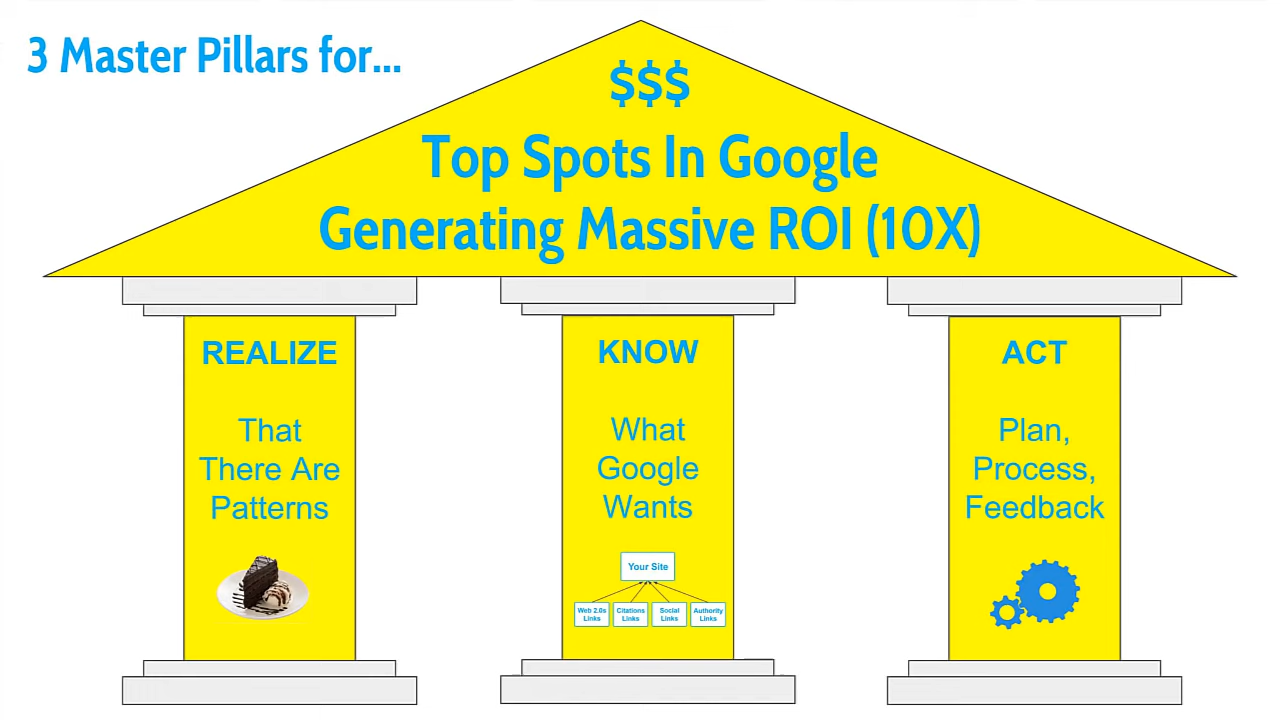 3 Master Pillars for...
$$$
Top Spots In Google
Generating Massive ROI (10X)
REALIZE
That
There Are
Patterns
KNOW
What
Google
Wants
Your Site
Web 2.0s
Links
Citations
Links
Social
Links
Authority
Links
ACT
Plan,
Process,
Feedback